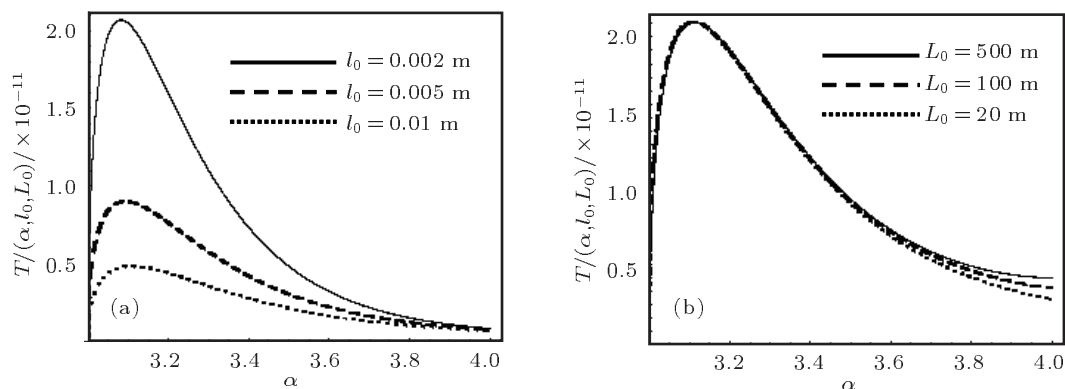 2.0
1.5
1.0
0.5
T/(α,l₀,L₀)/×10⁻¹¹
l₀ = 0.002 m
l₀ = 0.005 m
l₀ = 0.01 m
(a)
3.2 3.4 3.6 3.8 4.0
α
2.0
1.5
1.0
0.5
T/(α,l₀,L₀)/×10⁻¹¹
L₀ = 500 m
L₀ = 100 m
L₀ = 20 m
(b)
3.2 3.4 3.6 3.8 4.0
α